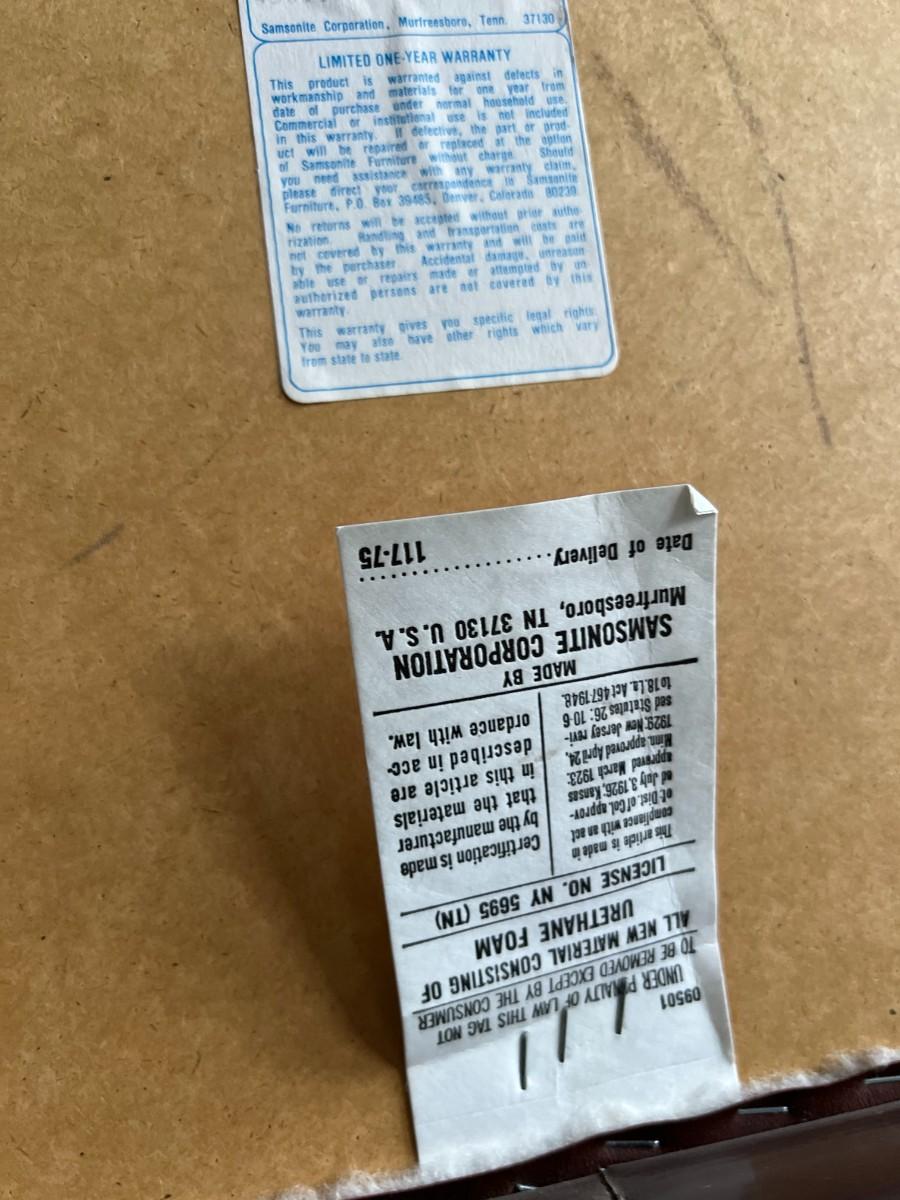 Samsonite Corporation, Murfreesboro, Tenn. 37130
LIMITED ONE-YEAR WARRANTY
This product is warranted against defects in
workmanship and materials for one year from
date of purchase under normal household use.
Commercial or institutional use is not included
in this warranty. If defective, the part or prod-
uct will be repaired or replaced at the option
of Samsonite Furniture without charge. Should
you need assistance with any warranty claim,
please direct your correspondence to Samsonite
Furniture, P.O. Box 39485, Denver, Colorado 80239
No returns will be accepted without prior autho-
rization. Handling and transportation costs are
not covered by this warranty and will be paid
by the purchaser. Accidental damage, unreason
able use or repairs made or attempted by un
authorized persons are not covered by this
warranty.
This warranty gives you specific legal rights.
You may also have other rights which vary
from state to state.
09501
UNDER PENALTY OF LAW THIS TAG NOT
TO BE REMOVED EXCEPT BY THE CONSUMER
ALL NEW MATERIAL CONSISTING OF
URETHANE FOAM
LICENSE NO. NY 5695 (TN)
This article is made in
compliance with an act
of Dist. of Col. approv-
ed July 3, 1926; Kansas
approved March 1923;
Minn. approved April 24,
1929; New Jersey revi-
sed Statutes 26: 10-6
to 18. La. Act 467-1948.
Certification is made
by the manufacturer
that the materials
in this article are
described in acc-
ordance with law.
MADE BY
SAMSONITE CORPORATION
Murfreesboro, TN 37130 U.S.A.
Date of Delivery.................. 117-75